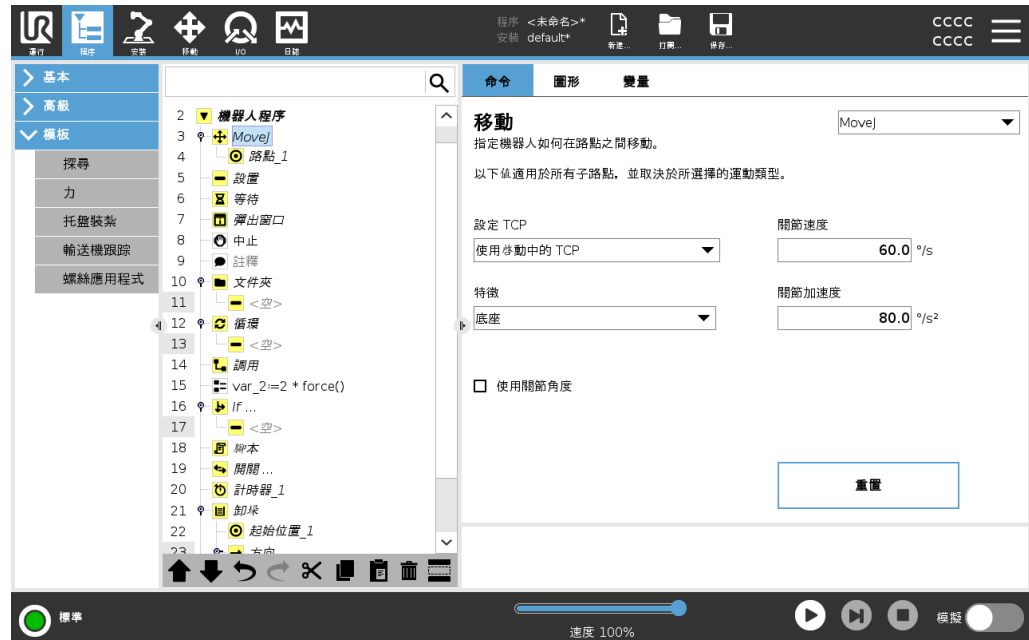 UR
運行
程序
安裝
移動
I/O
日誌
程序 <未命名>*
安裝 default*
新建...
打開...
保存...
CCCC
CCCC
基本
高級
模板
探尋
力
托盤裝紮
輸送機跟踪
螺絲應用程式
2 機器人程序
3 MoveJ
4 路點_1
5 設置
6 等待
7 彈出窗口
8 中止
9 註釋
10 文件夾
11 <空>
12 循環
13 <空>
14 調用
15 var_2:=2 * force()
16 If ...
17 <空>
18 腳本
19 開關 ...
20 計時器_1
21 卸垛
22 起始位置_1
23 方向
命令
圖形
變量
移動
MoveJ
指定機器人如何在路點之間移動。
以下值適用於所有子路點，並取決於所選擇的運動類型。
設定 TCP
關節速度
使用啓動中的 TCP
60.0 °/s
特徵
關節加速度
底座
80.0 °/s²
使用關節角度
重置
標準
速度 100%
模擬